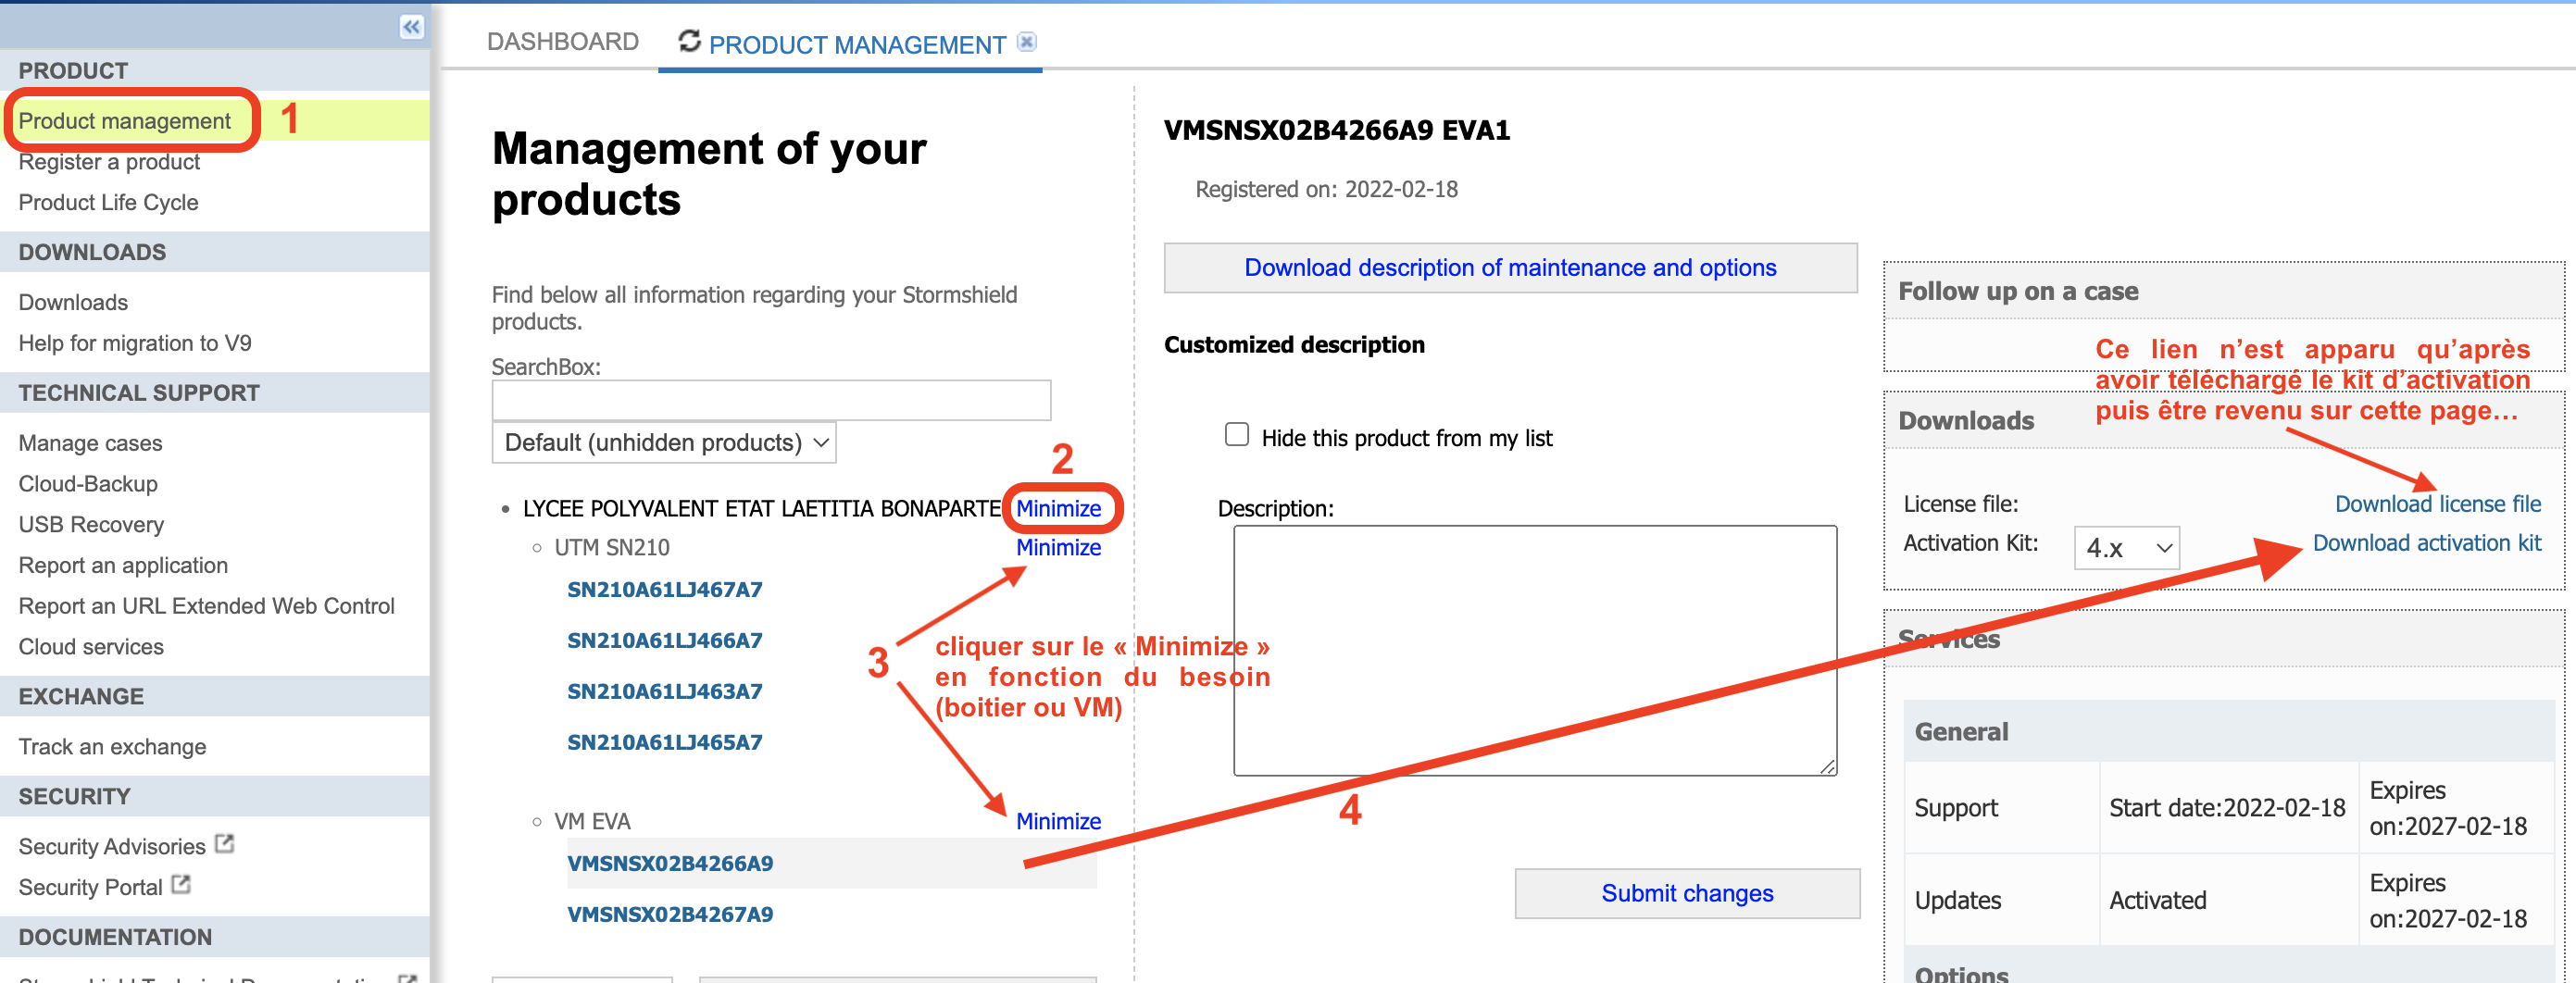 PRODUCT
Product management
1
Register a product
Product Life Cycle
DOWNLOADS
Downloads
Help for migration to V9
TECHNICAL SUPPORT
Manage cases
Cloud-Backup
USB Recovery
Report an application
Report an URL Extended Web Control
Cloud services
EXCHANGE
Track an exchange
SECURITY
Security Advisories
Security Portal
DOCUMENTATION
DASHBOARD
PRODUCT MANAGEMENT
Management of your
products
Find below all information regarding your Stormshield
products.
SearchBox:
Default (unhidden products)
2
LYCEE POLYVALENT ETAT LAETITIA BONAPARTE Minimize
UTM SN210 Minimize
SN210A61LJ467A7
SN210A61LJ466A7
SN210A61LJ463A7
SN210A61LJ465A7
3
cliquer sur le « Minimize »
en fonction du besoin
(boitier ou VM)
VM EVA Minimize
VMSNSX02B4266A9
VMSNSX02B4267A9
VMSNSX02B4266A9 EVA1
Registered on: 2022-02-18
Download description of maintenance and options
Customized description
Hide this product from my list
Description:
4
Submit changes
Follow up on a case
Ce lien n’est apparu qu’après
avoir téléchargé le kit d’activation
puis être revenu sur cette page...
Downloads
License file: Download license file
Activation Kit: 4.x Download activation kit
Services
General
Support Start date:2022-02-18 Expires
on:2027-02-18
Updates Activated Expires
on:2027-02-18
Options